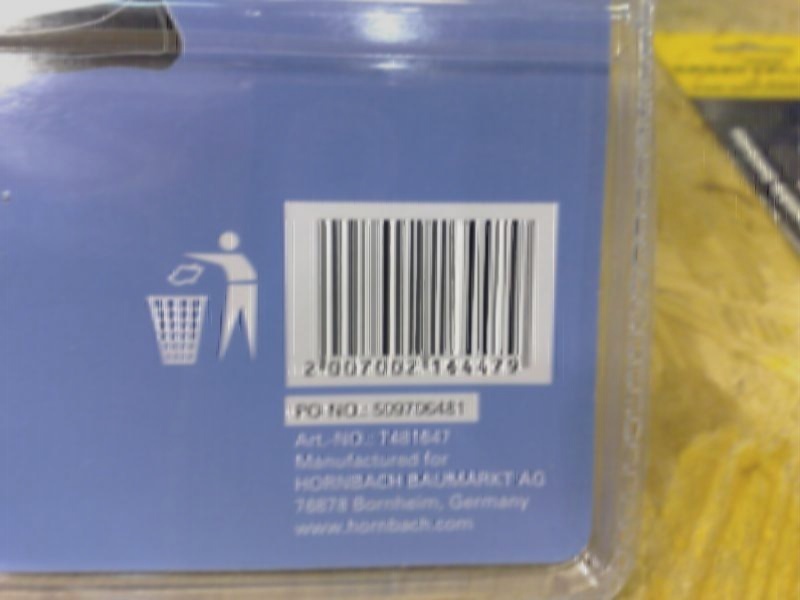 2 007002 164479
PO NO.: 509706481
Art.-NO.: T481647
Manufactured for
HORNBACH BAUMARKT AG
76878 Bornheim, Germany
www.hornbach.com